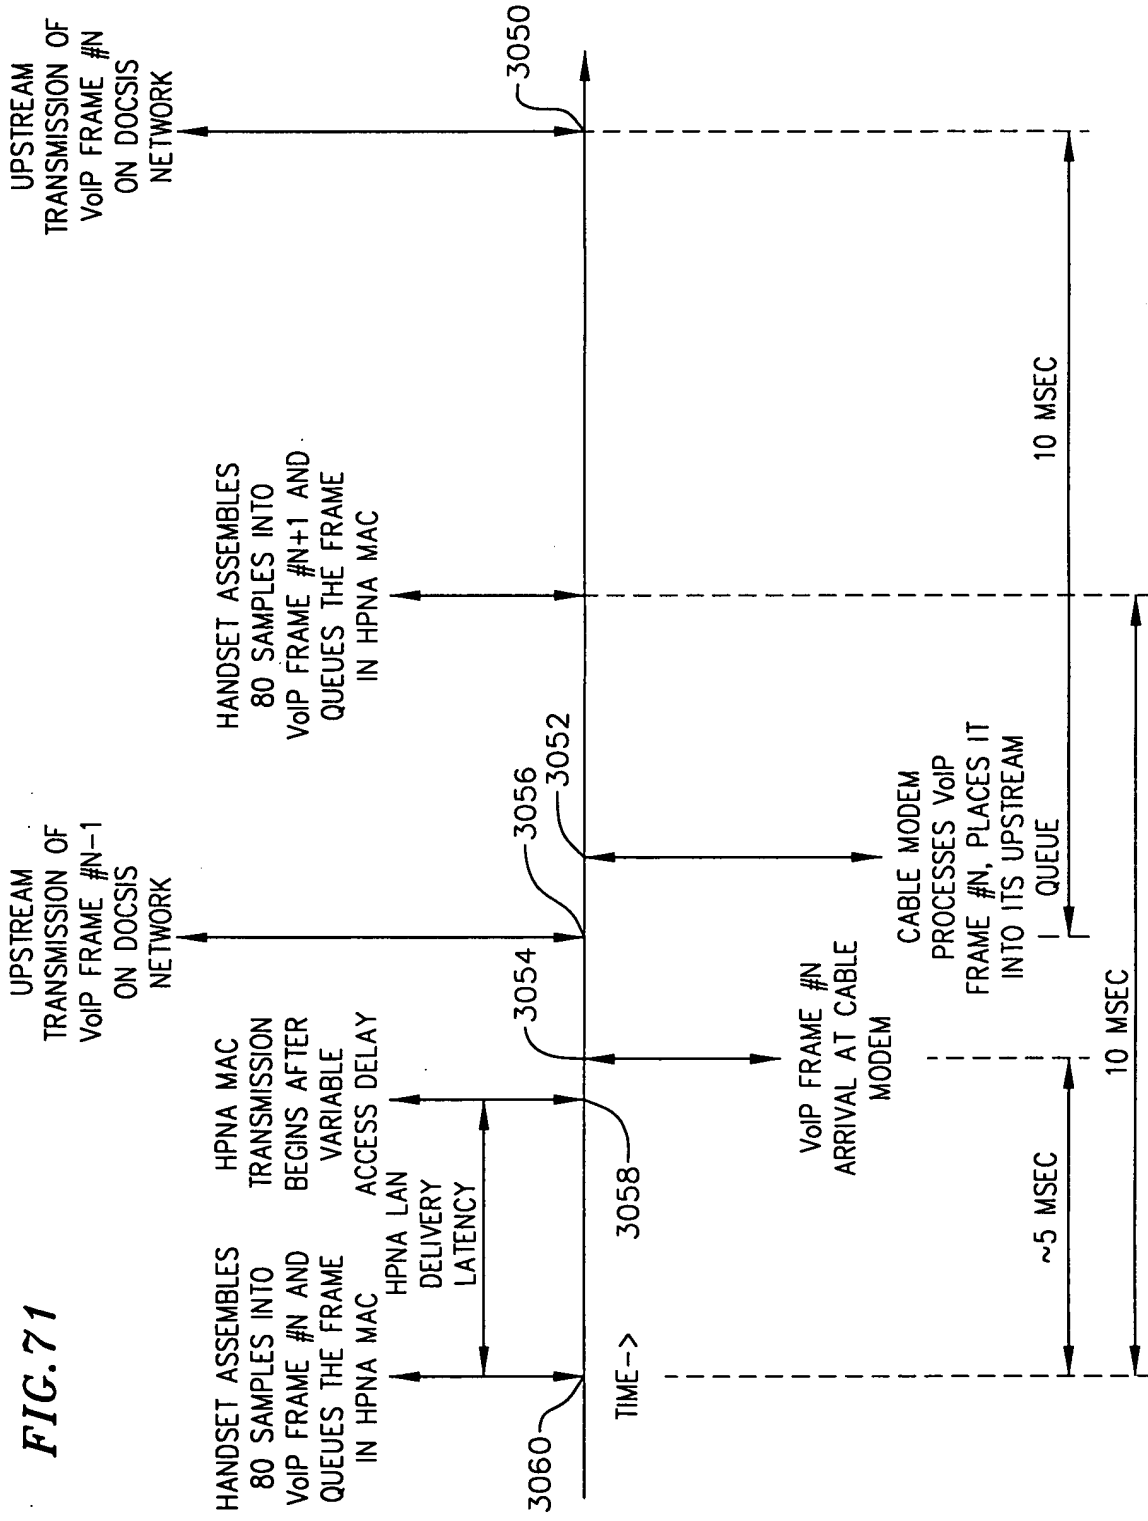 FIG.71
HANDSET ASSEMBLES
80 SAMPLES INTO
VoIP FRAME #N AND
QUEUES THE FRAME
IN HPNA MAC
HPNA MAC
TRANSMISSION
BEGINS AFTER
VARIABLE
ACCESS DELAY
HPNA LAN
DELIVERY
LATENCY
UPSTREAM
TRANSMISSION OF
VoIP FRAME #N-1
ON DOCSIS
NETWORK
HANDSET ASSEMBLES
80 SAMPLES INTO
VoIP FRAME #N+1 AND
QUEUES THE FRAME
IN HPNA MAC
UPSTREAM
TRANSMISSION OF
VoIP FRAME #N
ON DOCSIS
NETWORK
3060
3058
3054
3056
3052
3050
TIME-->
VoIP FRAME #N
ARRIVAL AT CABLE
MODEM
CABLE MODEM
PROCESSES VoIP
FRAME #N, PLACES IT
INTO ITS UPSTREAM
QUEUE
~5 MSEC
10 MSEC
10 MSEC